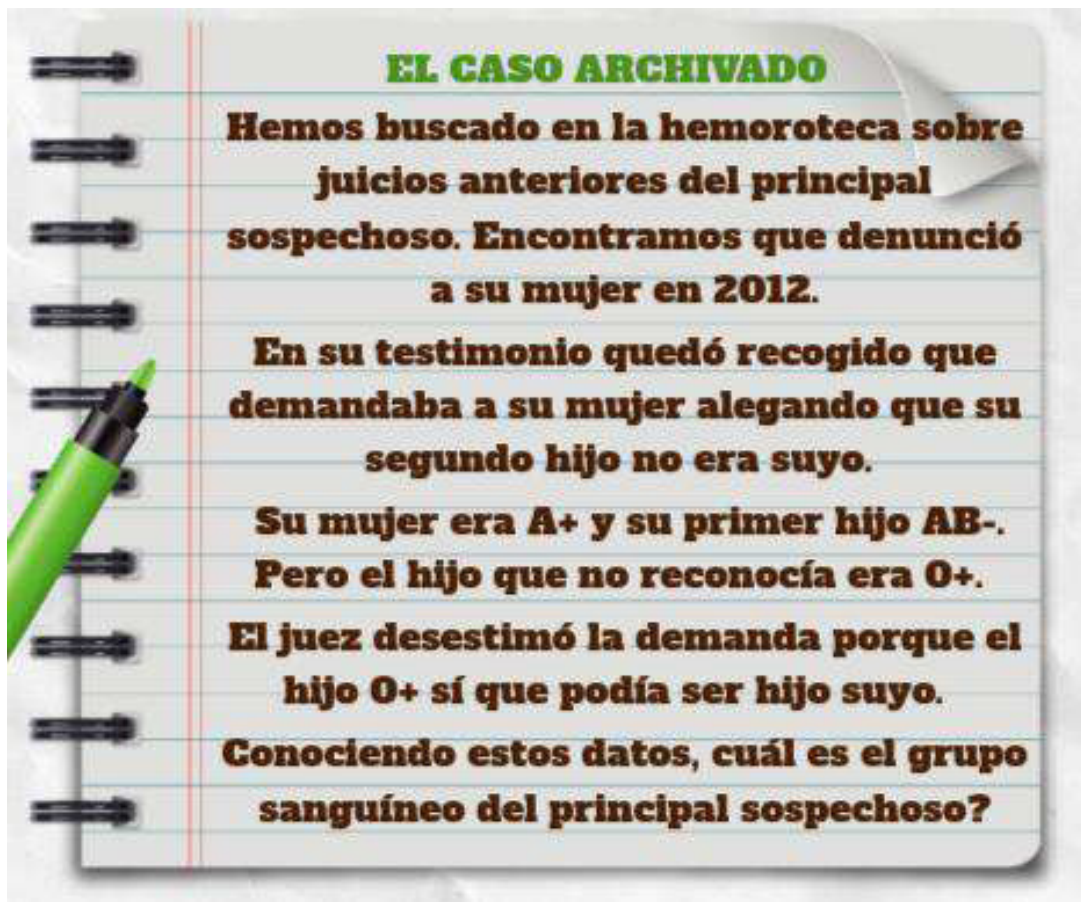 EL CASO ARCHIVADO
Hemos buscado en la hemoroteca sobre
juicios anteriores del principal
sospechoso. Encontramos que denunció
a su mujer en 2012.
En su testimonio quedó recogido que
demandaba a su mujer alegando que su
segundo hijo no era suyo.
Su mujer era A+ y su primer hijo AB-.
Pero el hijo que no reconocía era 0+.
El juez desestimó la demanda porque el
hijo 0+ sí que podía ser hijo suyo.
Conociendo estos datos, cuál es el grupo
sanguíneo del principal sospechoso?